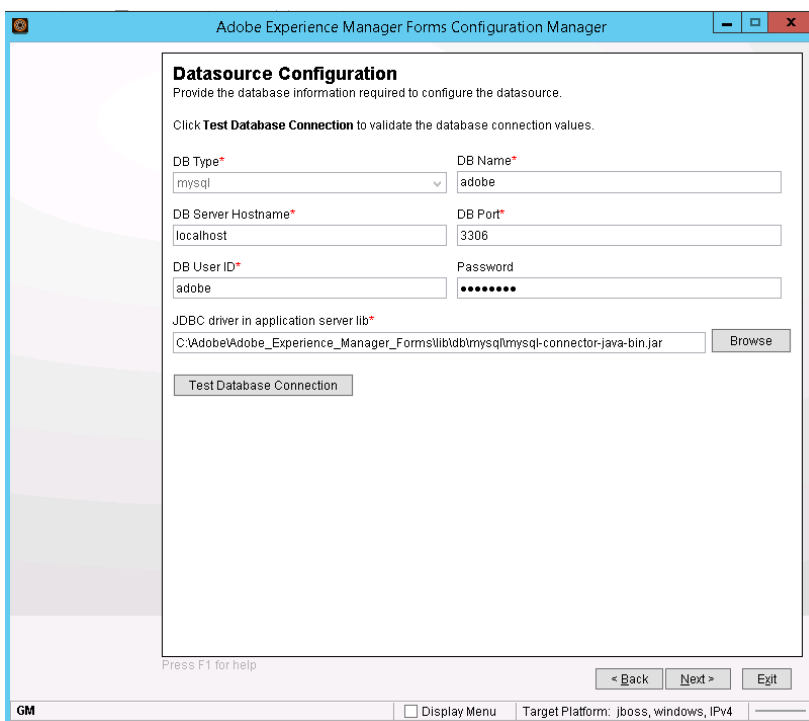 Adobe Experience Manager Forms Configuration Manager
Datasource Configuration
Provide the database information required to configure the datasource.
Click Test Database Connection to validate the database connection values.
DB Type* DB Name*
mysql adobe
DB Server Hostname* DB Port*
localhost 3306
DB User ID* Password
adobe ••••••••
JDBC driver in application server lib*
C:\Adobe\Adobe_Experience_Manager_Forms\lib\db\mysql\mysql-connector-java-bin.jar Browse
Test Database Connection
Press F1 for help
< Back Next > Exit
GM Display Menu Target Platform: jboss, windows, IPv4